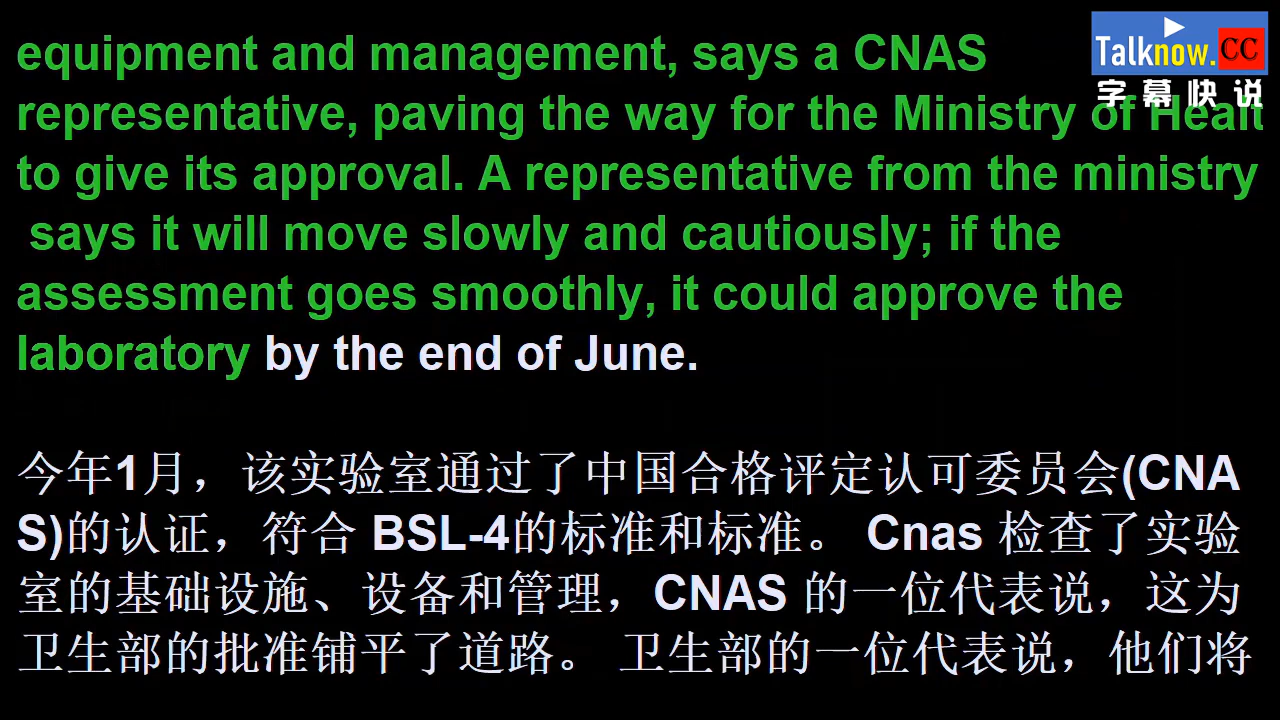 equipment and management, says a CNAS
representative, paving the way for the Ministry of Healt
to give its approval. A representative from the ministry
says it will move slowly and cautiously; if the
assessment goes smoothly, it could approve the
laboratory by the end of June.
今年1月，该实验室通过了中国合格评定认可委员会(CNA
S)的认证，符合 BSL-4的标准和标准。 Cnas 检查了实验
室的基础设施、设备和管理，CNAS 的一位代表说，这为
卫生部的批准铺平了道路。 卫生部的一位代表说，他们将
Talknow.CC
字幕快说